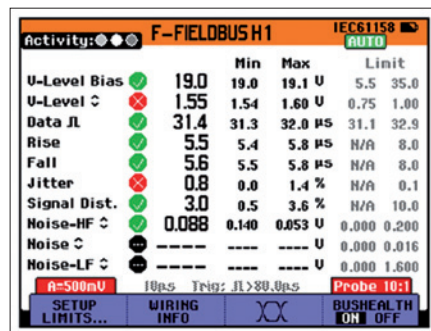 Activity: F-FIELDBUS H1 IEC61158
AUTO
Min Max Limit
V-Level Bias 19.0 19.0 19.1 V 5.5 35.0
V-Level 1.55 1.54 1.60 V 0.75 1.00
Data 31.4 31.3 32.0 µs 31.1 32.9
Rise 5.5 5.4 5.8 µs N/A 8.0
Fall 5.6 5.5 5.8 µs N/A 8.0
Jitter 0.8 0.0 1.4 % N/A 0.1
Signal Dist. 3.0 0.5 3.6 % N/A 10.0
Noise-HF 0.088 0.140 0.053 V 0.000 0.200
Noise ---- ---- ---- V 0.000 0.016
Noise-LF ---- ---- ---- V 0.000 1.600
A=500mV 10µs Trig: >80.0µs Probe 10:1
SETUP LIMITS... WIRING INFO BUSHEALTH ON OFF